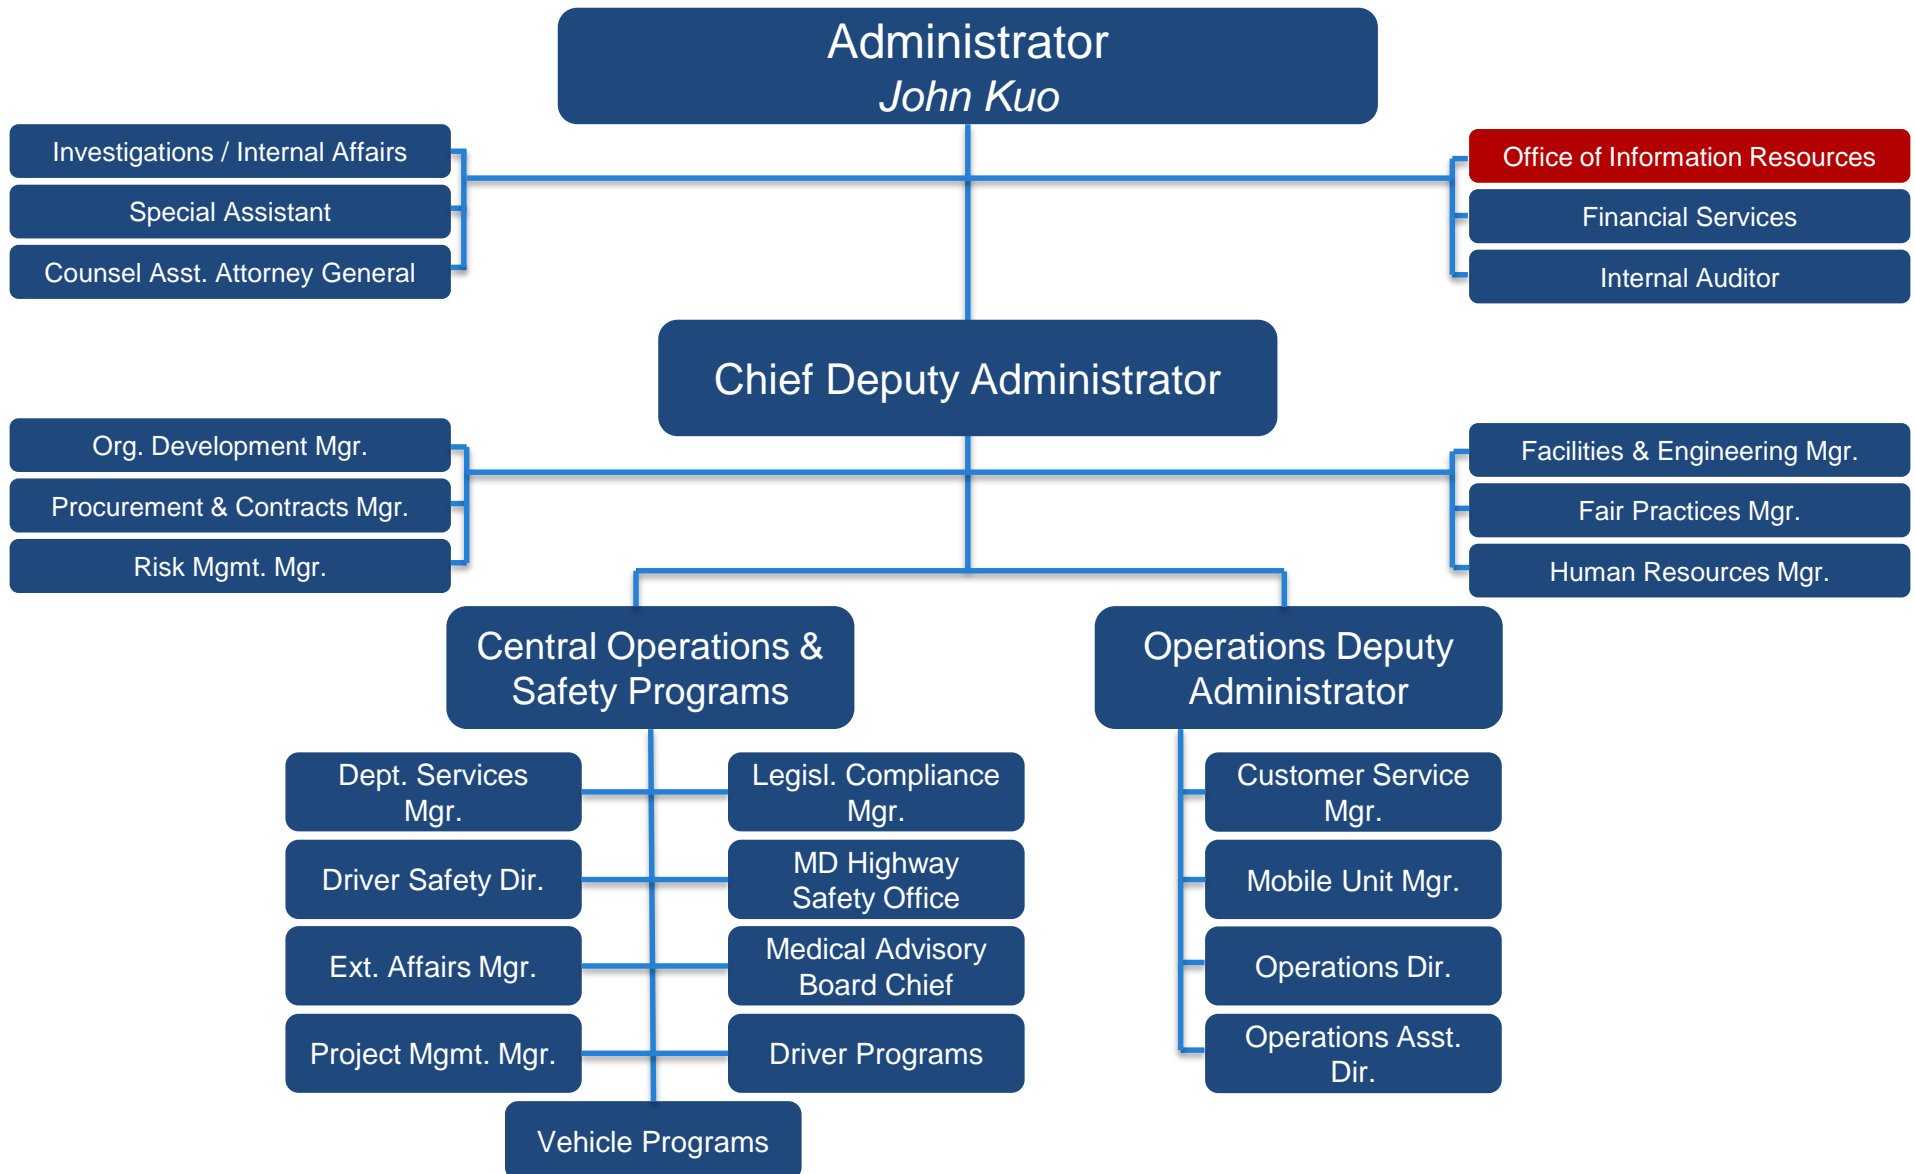 Administrator
John Kuo
Investigations / Internal Affairs
Special Assistant
Counsel Asst. Attorney General
Office of Information Resources
Financial Services
Internal Auditor
Chief Deputy Administrator
Org. Development Mgr.
Procurement & Contracts Mgr.
Risk Mgmt. Mgr.
Facilities & Engineering Mgr.
Fair Practices Mgr.
Human Resources Mgr.
Central Operations &
Safety Programs
Operations Deputy
Administrator
Dept. Services
Mgr.
Legisl. Compliance
Mgr.
Driver Safety Dir.
MD Highway
Safety Office
Ext. Affairs Mgr.
Medical Advisory
Board Chief
Project Mgmt. Mgr.
Driver Programs
Vehicle Programs
Customer Service
Mgr.
Mobile Unit Mgr.
Operations Dir.
Operations Asst.
Dir.